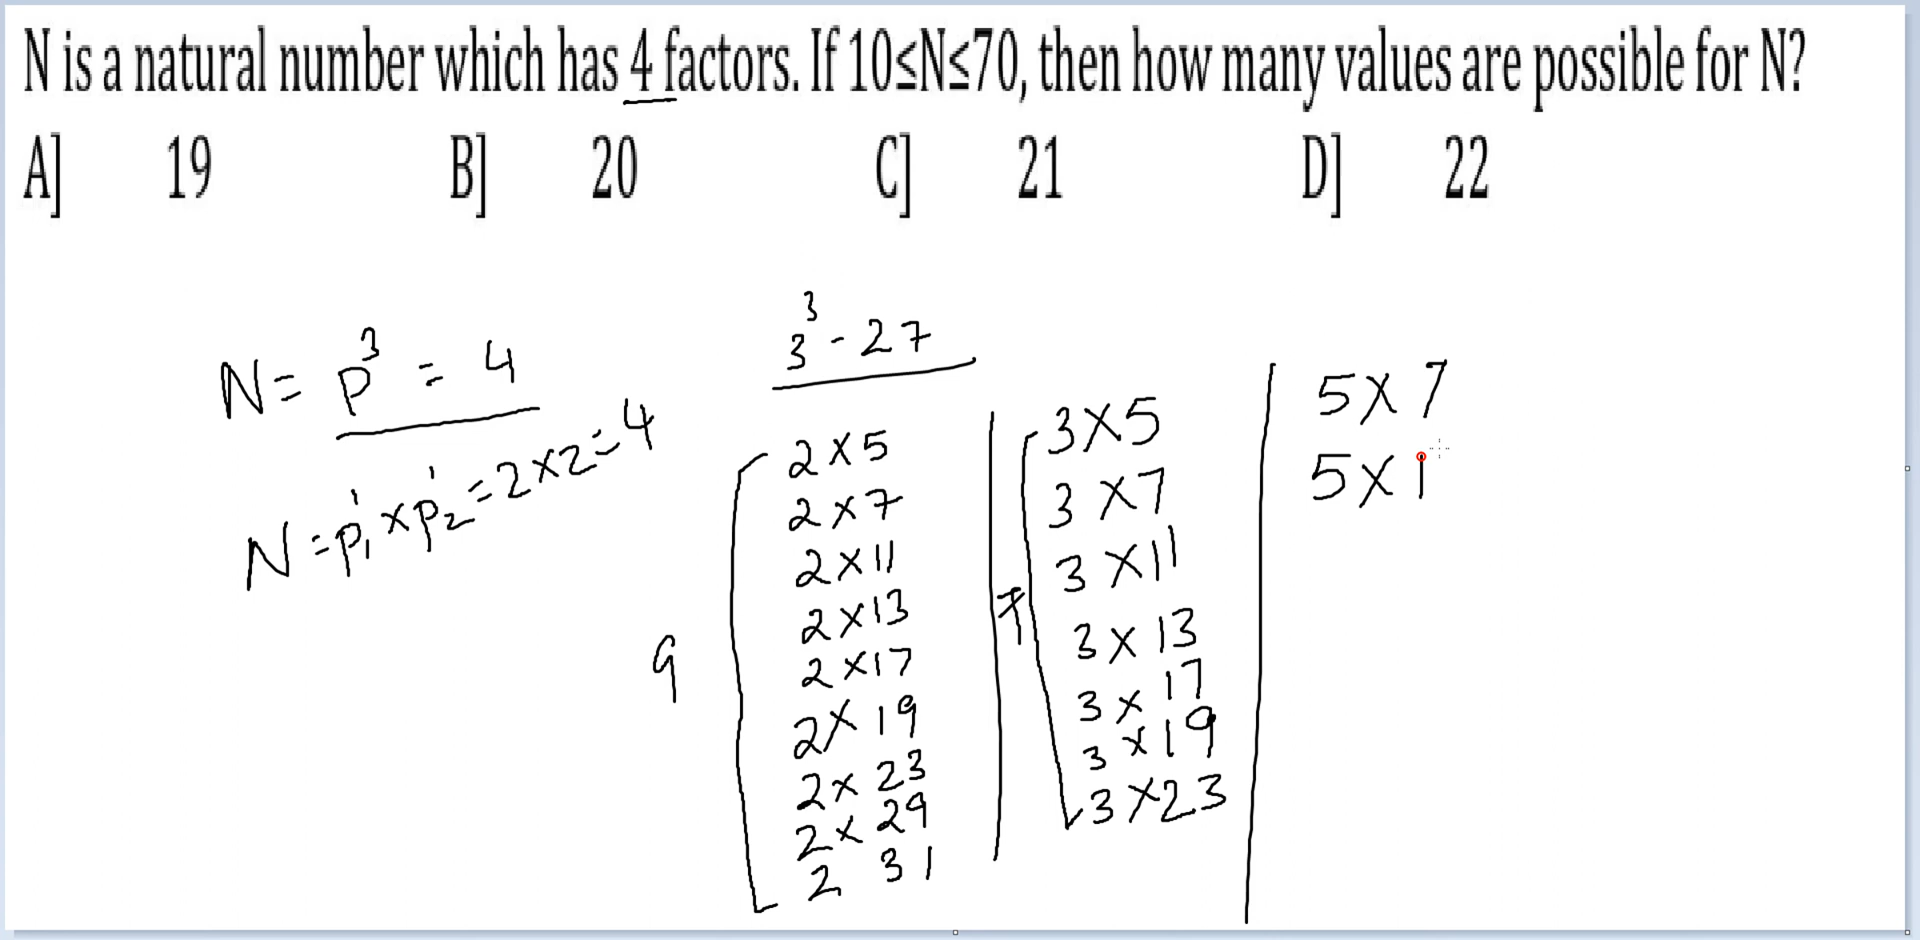 N is a natural number which has 4 factors. If 10≤N≤70, then how many values are possible for N?
A] 19 B] 20 C] 21 D] 22
N = p³ = 4
N = p₁¹ × p₂¹ = 2 × 2 = 4
3³ - 27
9
2 × 5
2 × 7
2 × 11
2 × 13
2 × 17
2 × 19
2 × 23
2 × 29
2 31
7
3 × 5
3 × 7
3 × 11
3 × 13
3 × 17
3 × 19
3 × 23
5 × 7
5 × 1